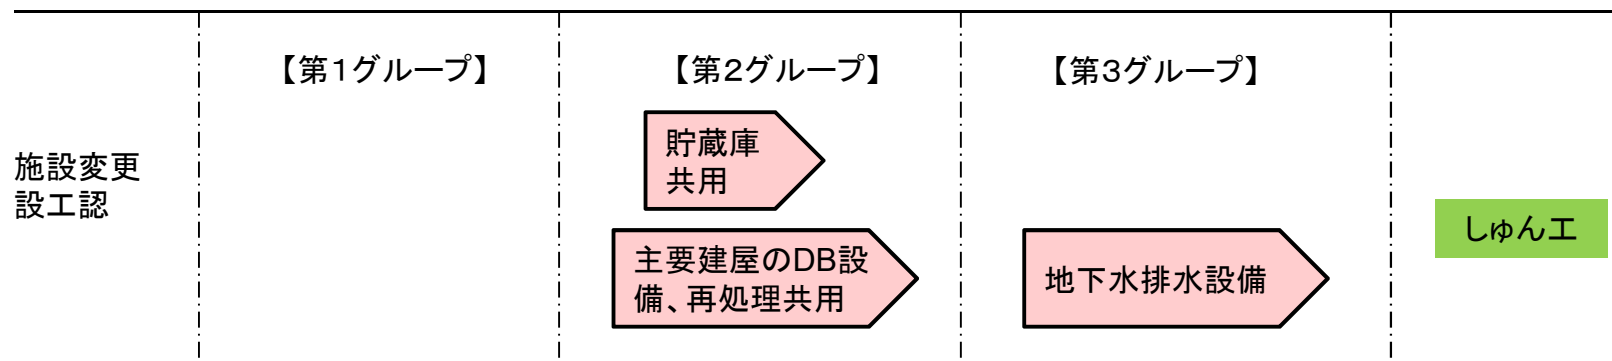 【第1グループ】
【第2グループ】
【第3グループ】
施設変更
設工認
貯蔵庫
共用
主要建屋のDB設
備、再処理共用
地下水排水設備
しゅん工